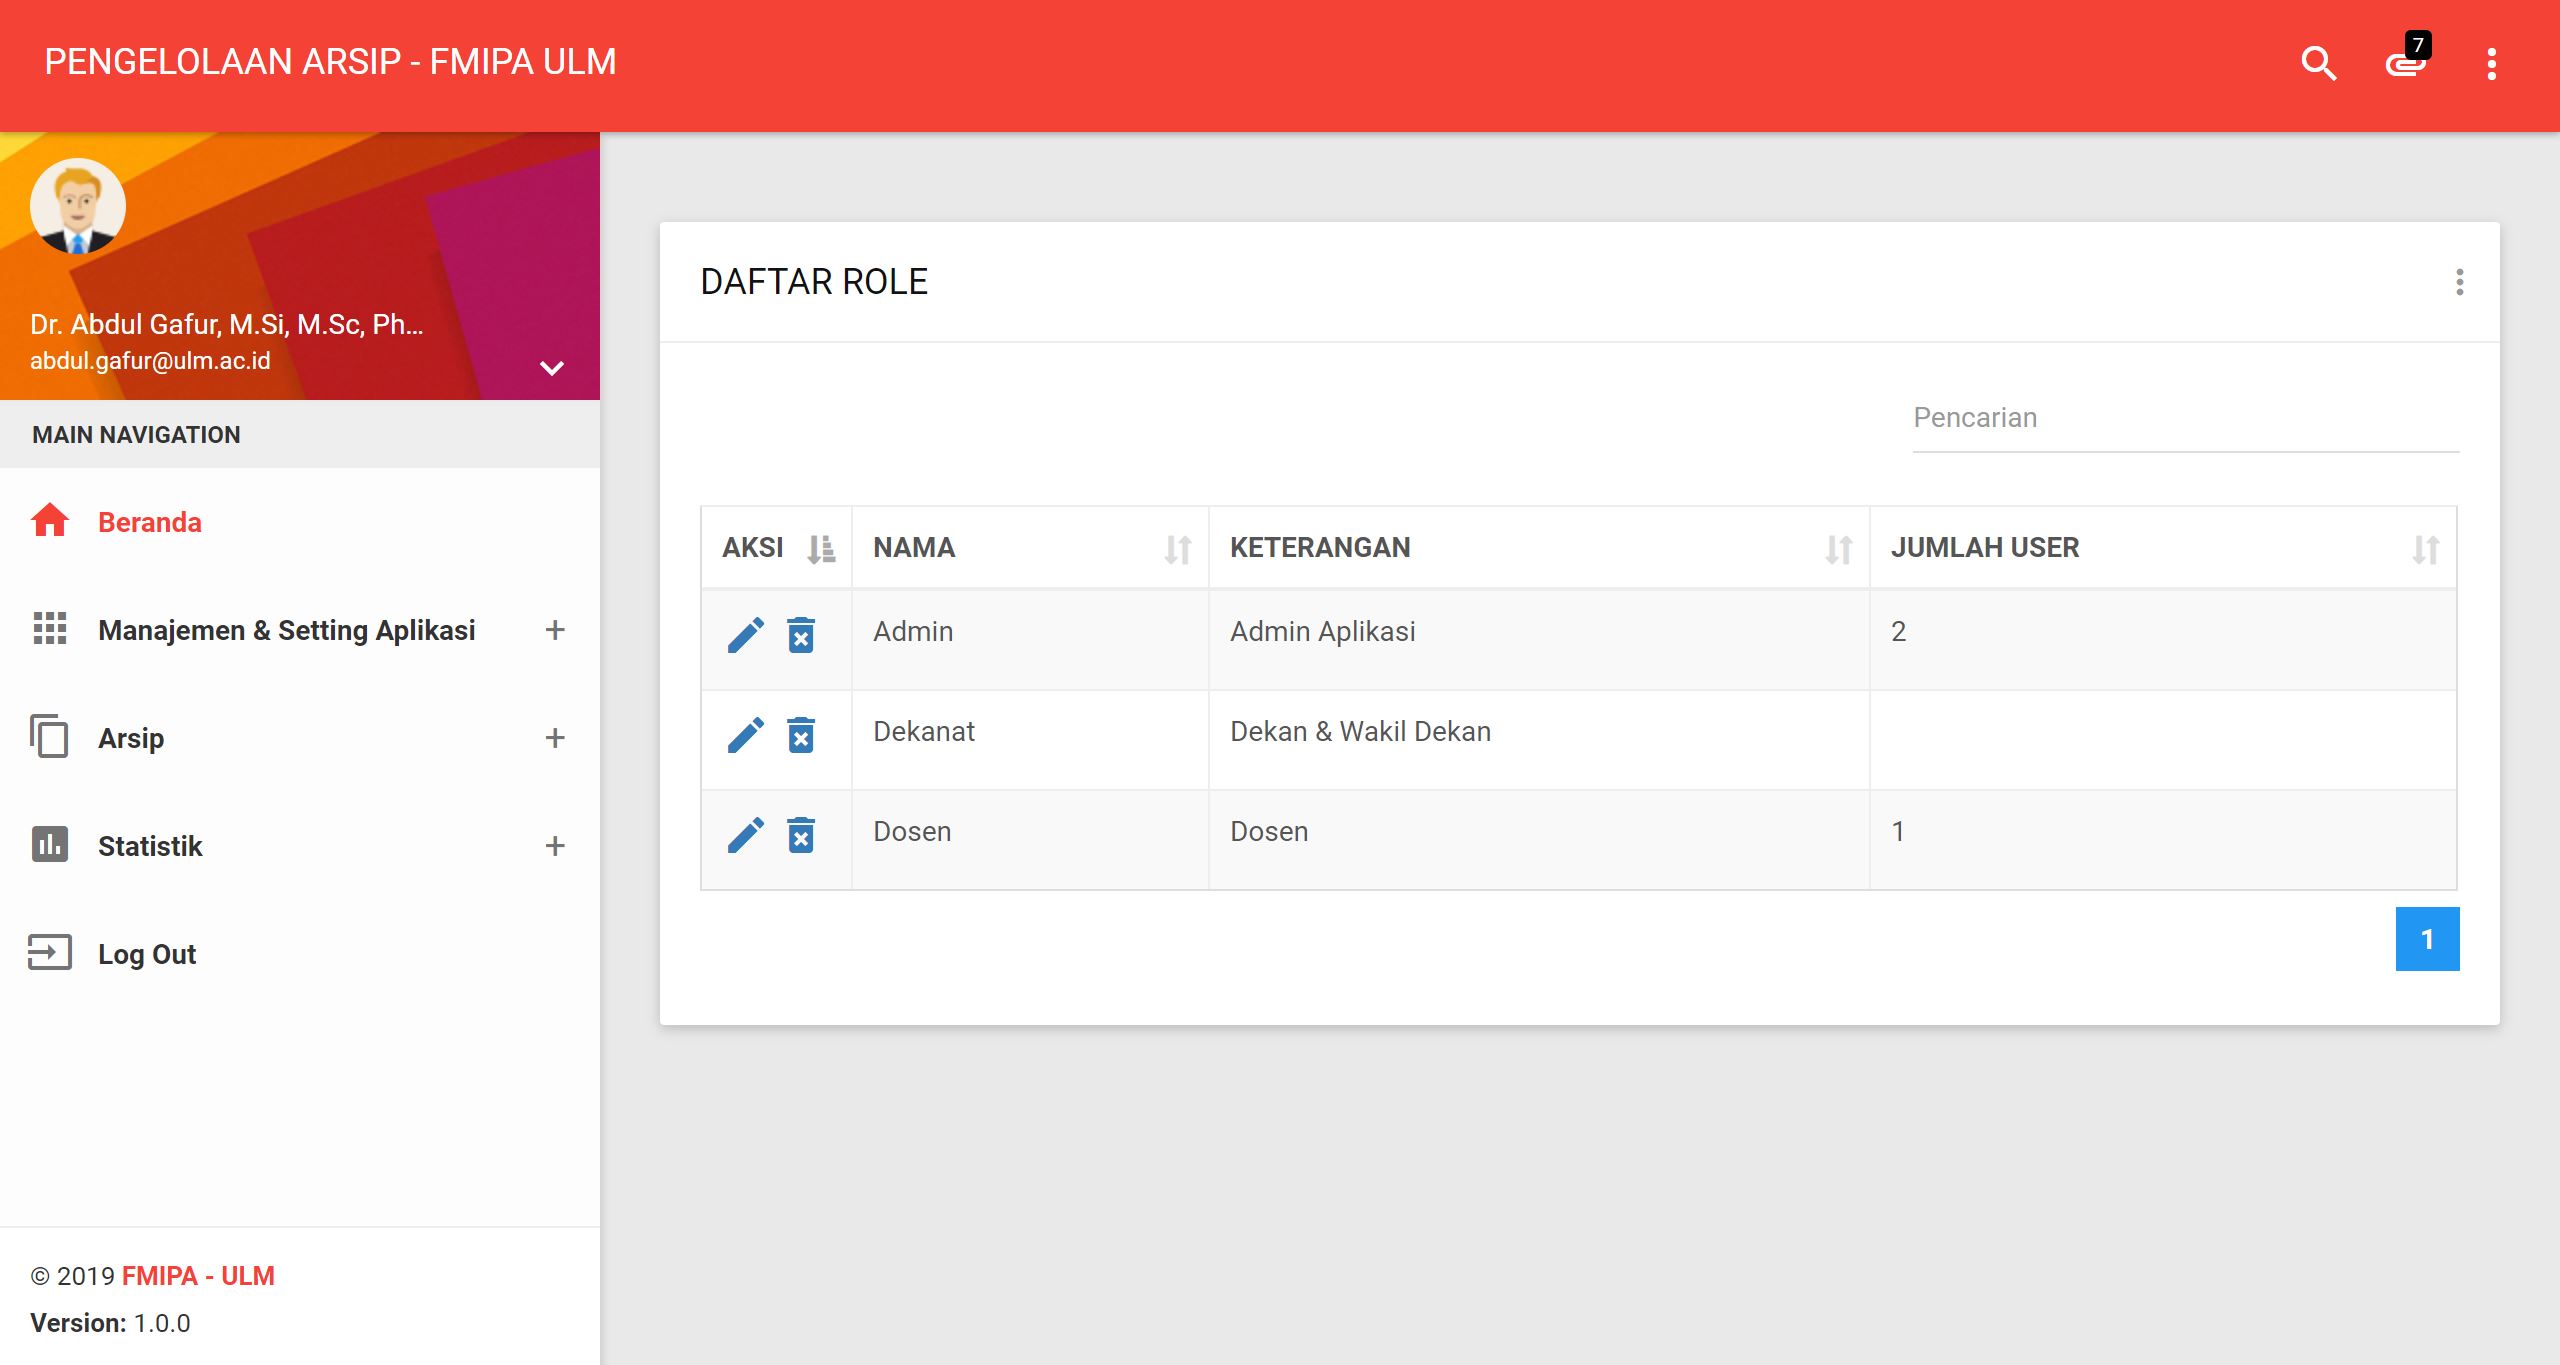 PENGELOLAAN ARSIP - FMIPA ULM
7
Dr. Abdul Gafur, M.Si, M.Sc, Ph...
abdul.gafur@ulm.ac.id
MAIN NAVIGATION
Beranda
Manajemen & Setting Aplikasi +
Arsip +
Statistik +
Log Out
© 2019 FMIPA - ULM
Version: 1.0.0
DAFTAR ROLE
Pencarian
AKSI NAMA KETERANGAN JUMLAH USER
Admin Admin Aplikasi 2
Dekanat Dekan & Wakil Dekan
Dosen Dosen 1
1